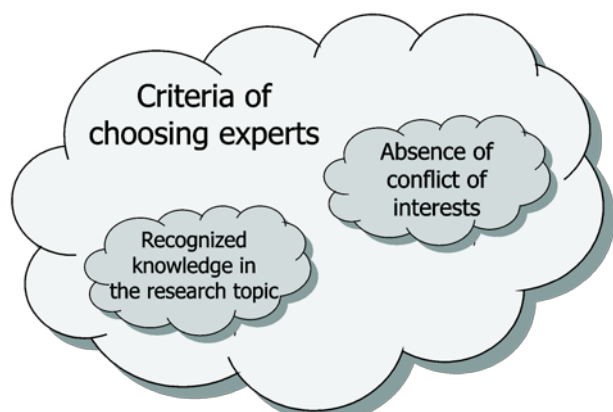 Criteria of
choosing experts
Absence of
conflict of
interests
Recognized
knowledge in
the research topic